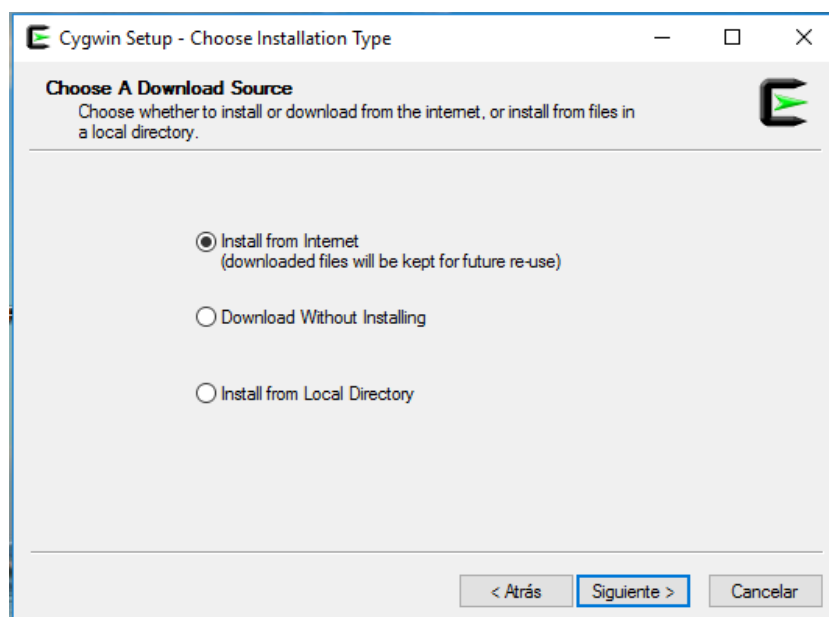 Cygwin Setup - Choose Installation Type
Choose A Download Source
Choose whether to install or download from the internet, or install from files in
a local directory.
Install from Internet
(downloaded files will be kept for future re-use)
Download Without Installing
Install from Local Directory
< Atrás
Siguiente >
Cancelar